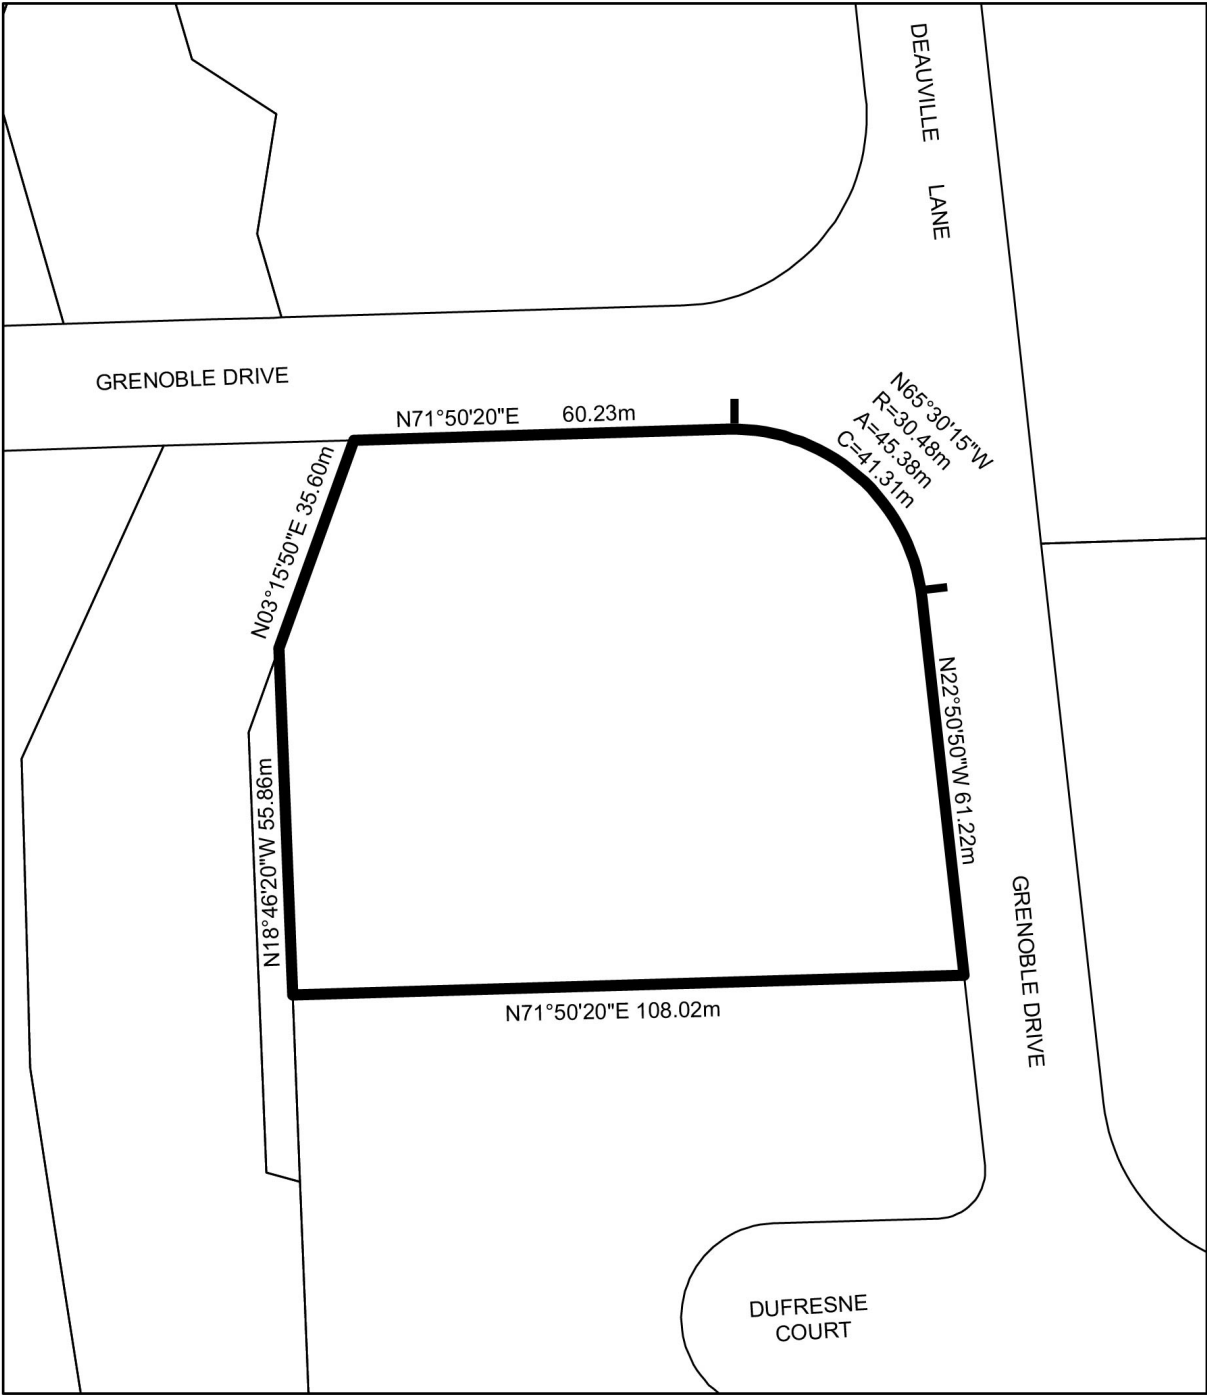 DEAUVILLE LANE
GRENOBLE DRIVE
N71°50'20"E 60.23m
N65°30'15"W
R=30.48m
A=45.38m
C=41.31m
N03°15'50"E 35.60m
N22°50'50"W 61.22m
N18°46'20"W 55.86m
GRENOBLE DRIVE
N71°50'20"E 108.02m
DUFRESNE
COURT